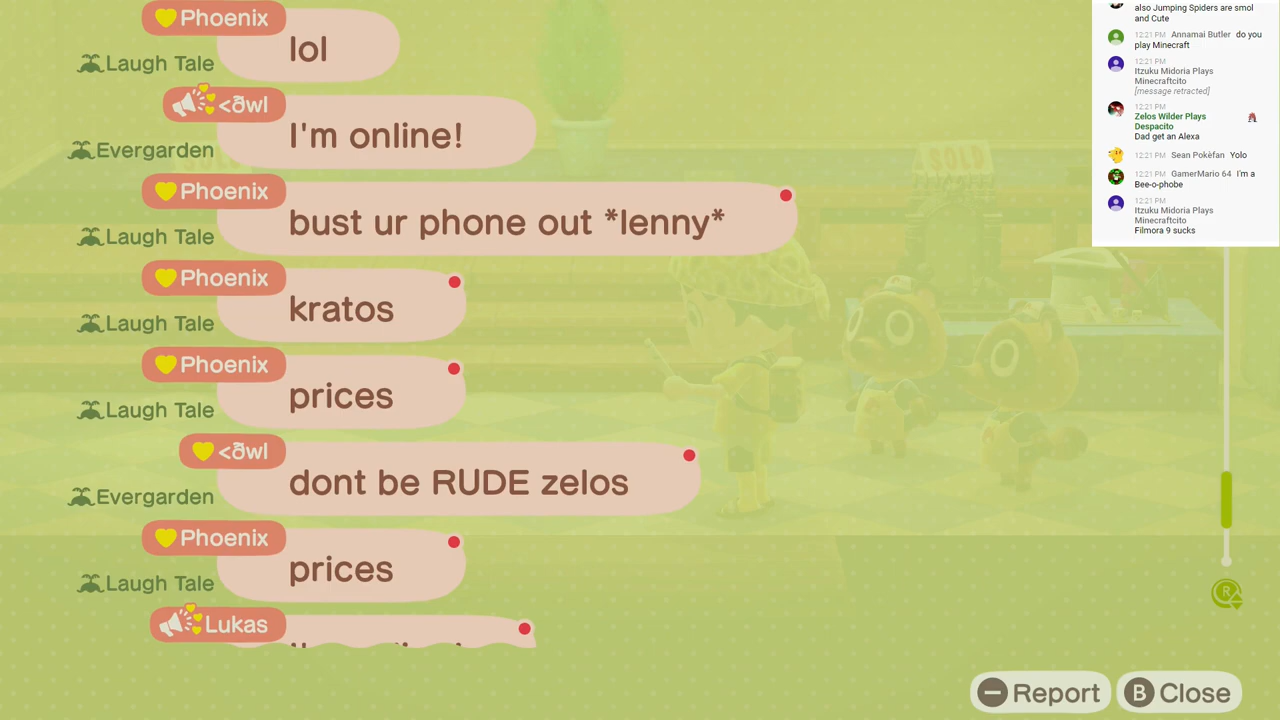 Phoenix
lol
Laugh Tale
<ðwl
I'm online!
Evergarden
Phoenix
bust ur phone out *lenny*
Laugh Tale
Phoenix
kratos
Laugh Tale
Phoenix
prices
Laugh Tale
<ðwl
dont be RUDE zelos
Evergarden
Phoenix
prices
Laugh Tale
Lukas
SOLD
R
Report
B Close
also Jumping Spiders are smol
and Cute
12:21 PM Annamai Butler do you
play Minecraft
12:21 PM
Itzuku Midoria Plays
Minecraftcito
[message retracted]
12:21 PM
Zelos Wilder Plays
Despacito
Dad get an Alexa
12:21 PM Sean Pokèfan Yolo
12:21 PM GamerMario 64 I'm a
Bee-o-phobe
12:21 PM
Itzuku Midoria Plays
Minecraftcito
Filmora 9 sucks